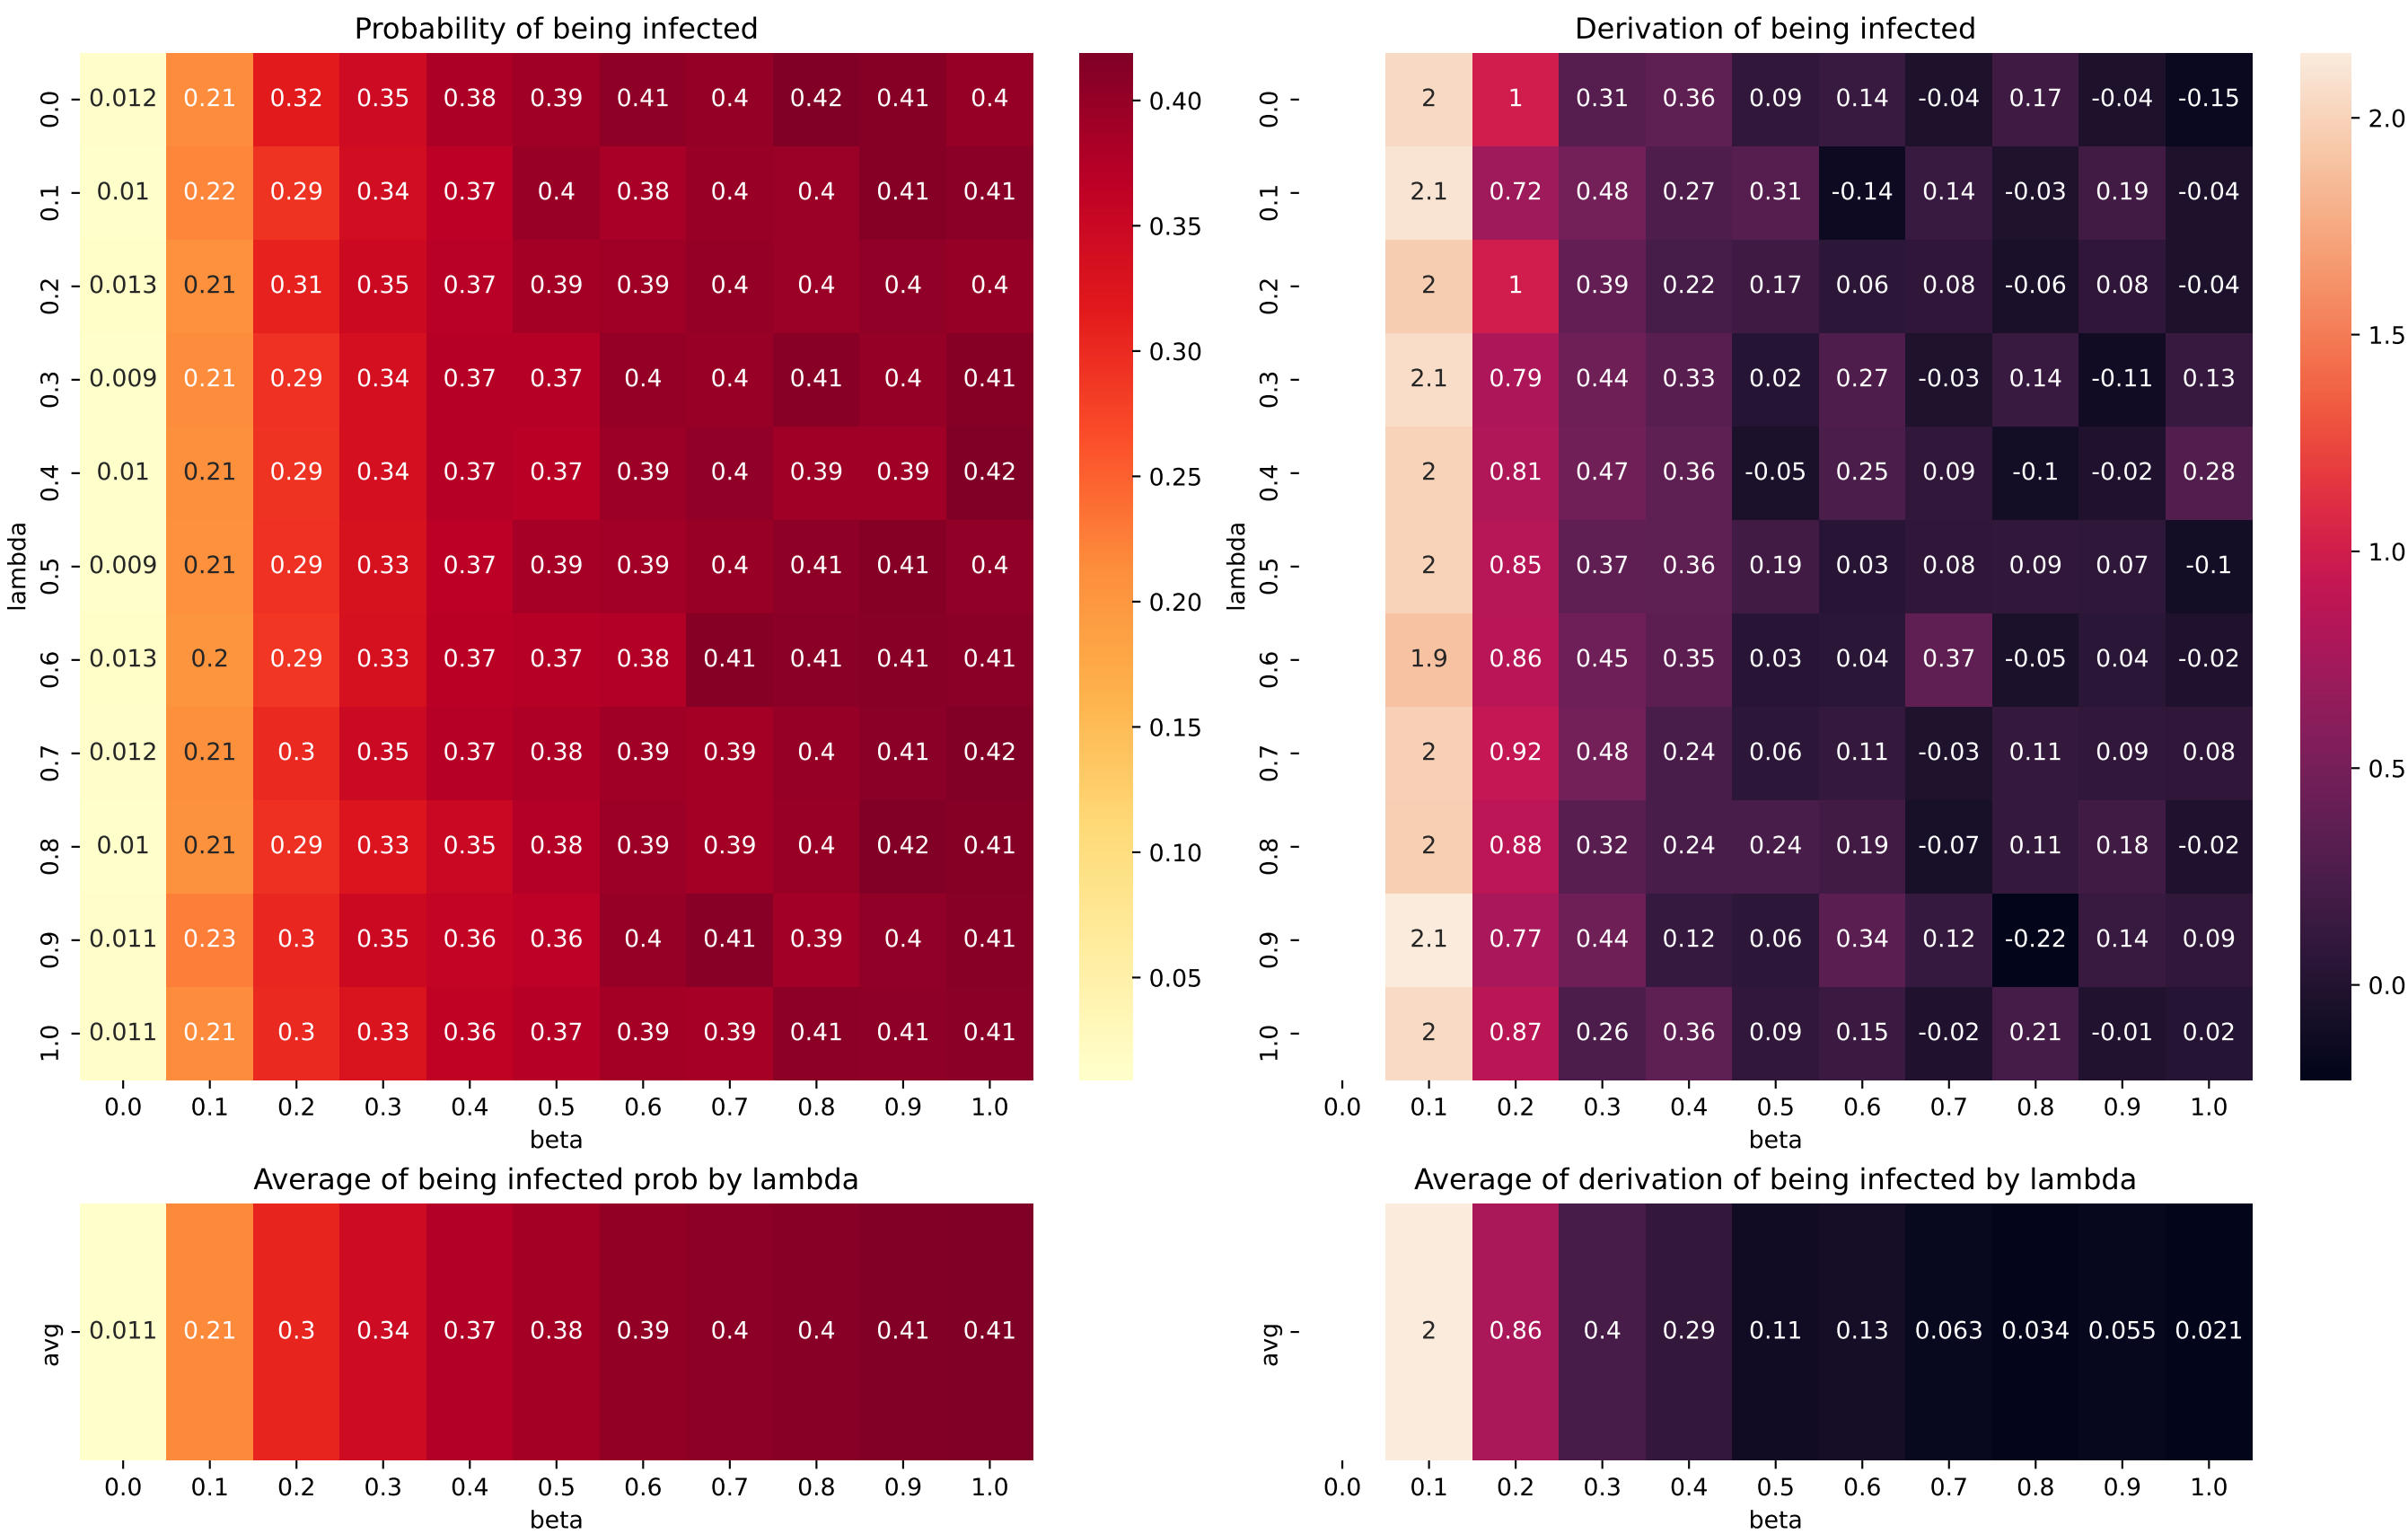 Probability of being infected
0.0 0.012 0.21 0.32 0.35 0.38 0.39 0.41 0.4 0.42 0.41 0.4
0.1 0.01 0.22 0.29 0.34 0.37 0.4 0.38 0.4 0.4 0.41 0.41
0.2 0.013 0.21 0.31 0.35 0.37 0.39 0.39 0.4 0.4 0.4 0.4
0.3 0.009 0.21 0.29 0.34 0.37 0.37 0.4 0.4 0.41 0.4 0.41
0.4 0.01 0.21 0.29 0.34 0.37 0.37 0.39 0.4 0.39 0.39 0.42
0.5 0.009 0.21 0.29 0.33 0.37 0.39 0.39 0.4 0.41 0.41 0.4
0.6 0.013 0.2 0.29 0.33 0.37 0.37 0.38 0.41 0.41 0.41 0.41
0.7 0.012 0.21 0.3 0.35 0.37 0.38 0.39 0.39 0.4 0.41 0.42
0.8 0.01 0.21 0.29 0.33 0.35 0.38 0.39 0.39 0.4 0.42 0.41
0.9 0.011 0.23 0.3 0.35 0.36 0.36 0.4 0.41 0.39 0.4 0.41
1.0 0.011 0.21 0.3 0.33 0.36 0.37 0.39 0.39 0.41 0.41 0.41
lambda
0.0 0.1 0.2 0.3 0.4 0.5 0.6 0.7 0.8 0.9 1.0
beta
0.40
0.35
0.30
0.25
0.20
0.15
0.10
0.05
Derivation of being infected
0.0 2 1 0.31 0.36 0.09 0.14 -0.04 0.17 -0.04 -0.15
0.1 2.1 0.72 0.48 0.27 0.31 -0.14 0.14 -0.03 0.19 -0.04
0.2 2 1 0.39 0.22 0.17 0.06 0.08 -0.06 0.08 -0.04
0.3 2.1 0.79 0.44 0.33 0.02 0.27 -0.03 0.14 -0.11 0.13
0.4 2 0.81 0.47 0.36 -0.05 0.25 0.09 -0.1 -0.02 0.28
0.5 2 0.85 0.37 0.36 0.19 0.03 0.08 0.09 0.07 -0.1
0.6 1.9 0.86 0.45 0.35 0.03 0.04 0.37 -0.05 0.04 -0.02
0.7 2 0.92 0.48 0.24 0.06 0.11 -0.03 0.11 0.09 0.08
0.8 2 0.88 0.32 0.24 0.24 0.19 -0.07 0.11 0.18 -0.02
0.9 2.1 0.77 0.44 0.12 0.06 0.34 0.12 -0.22 0.14 0.09
1.0 2 0.87 0.26 0.36 0.09 0.15 -0.02 0.21 -0.01 0.02
lambda
0.0 0.1 0.2 0.3 0.4 0.5 0.6 0.7 0.8 0.9 1.0
beta
2.0
1.5
1.0
0.5
0.0
Average of being infected prob by lambda
avg 0.011 0.21 0.3 0.34 0.37 0.38 0.39 0.4 0.4 0.41 0.41
0.0 0.1 0.2 0.3 0.4 0.5 0.6 0.7 0.8 0.9 1.0
beta
Average of derivation of being infected by lambda
avg 2 0.86 0.4 0.29 0.11 0.13 0.063 0.034 0.055 0.021
0.0 0.1 0.2 0.3 0.4 0.5 0.6 0.7 0.8 0.9 1.0
beta